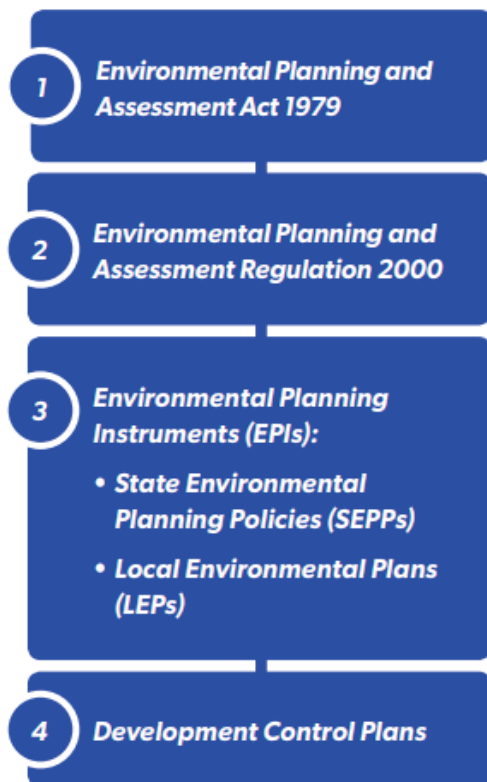 1
Environmental Planning and
Assessment Act 1979
2
Environmental Planning and
Assessment Regulation 2000
3
Environmental Planning
Instruments (EPIs):
• State Environmental
Planning Policies (SEPPs)
• Local Environmental Plans
(LEPs)
4
Development Control Plans